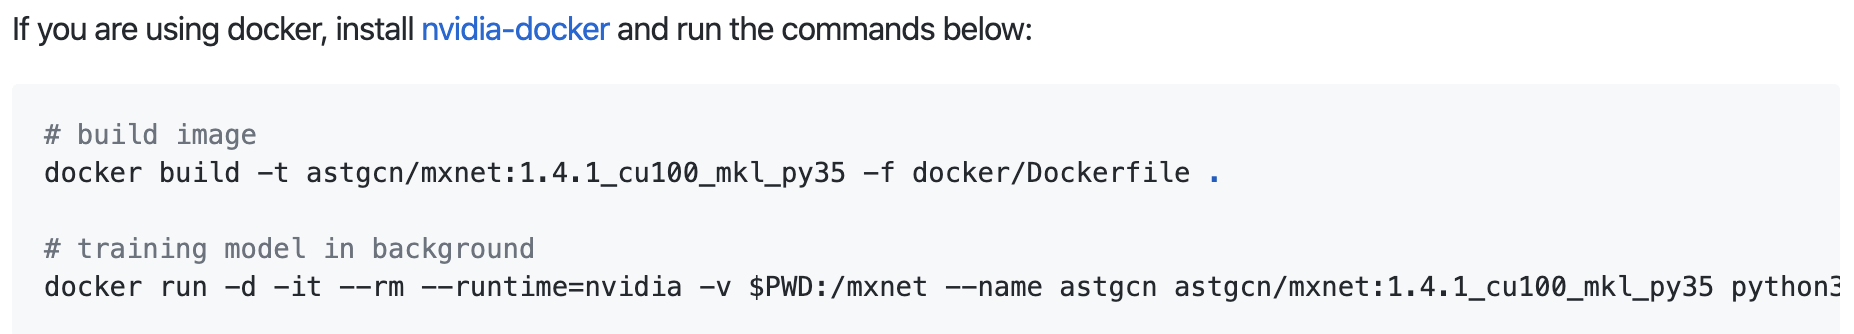 If you are using docker, install nvidia-docker and run the commands below:
# build image
docker build -t astgcn/mxnet:1.4.1_cu100_mkl_py35 -f docker/Dockerfile .
# training model in background
docker run -d -it --rm --runtime=nvidia -v $PWD:/mxnet --name astgcn astgcn/mxnet:1.4.1_cu100_mkl_py35 python3